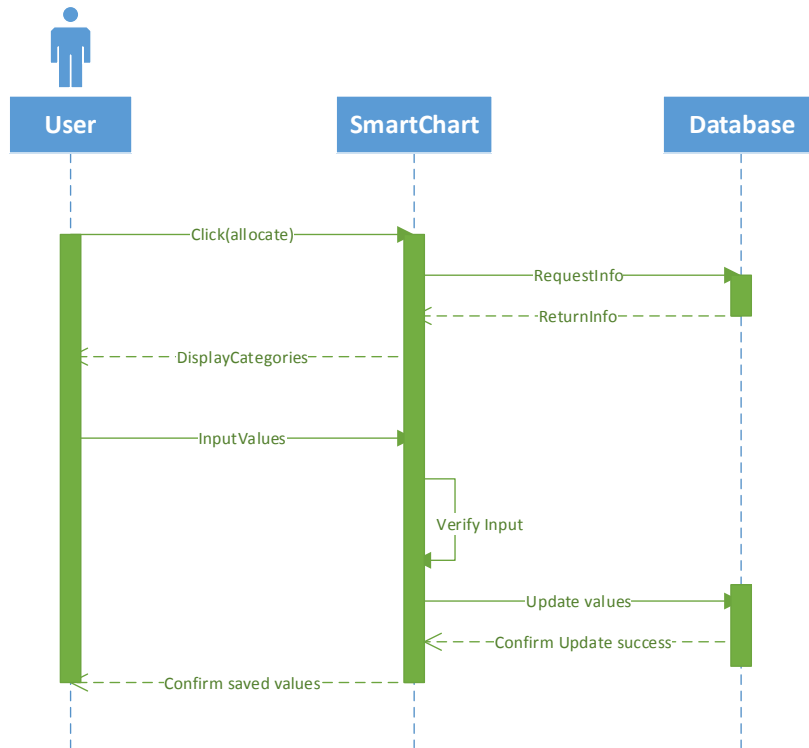 User
SmartChart
Database
Click(allocate)
RequestInfo
ReturnInfo
DisplayCategories
InputValues
Verify Input
Update values
Confirm Update success
Confirm saved values